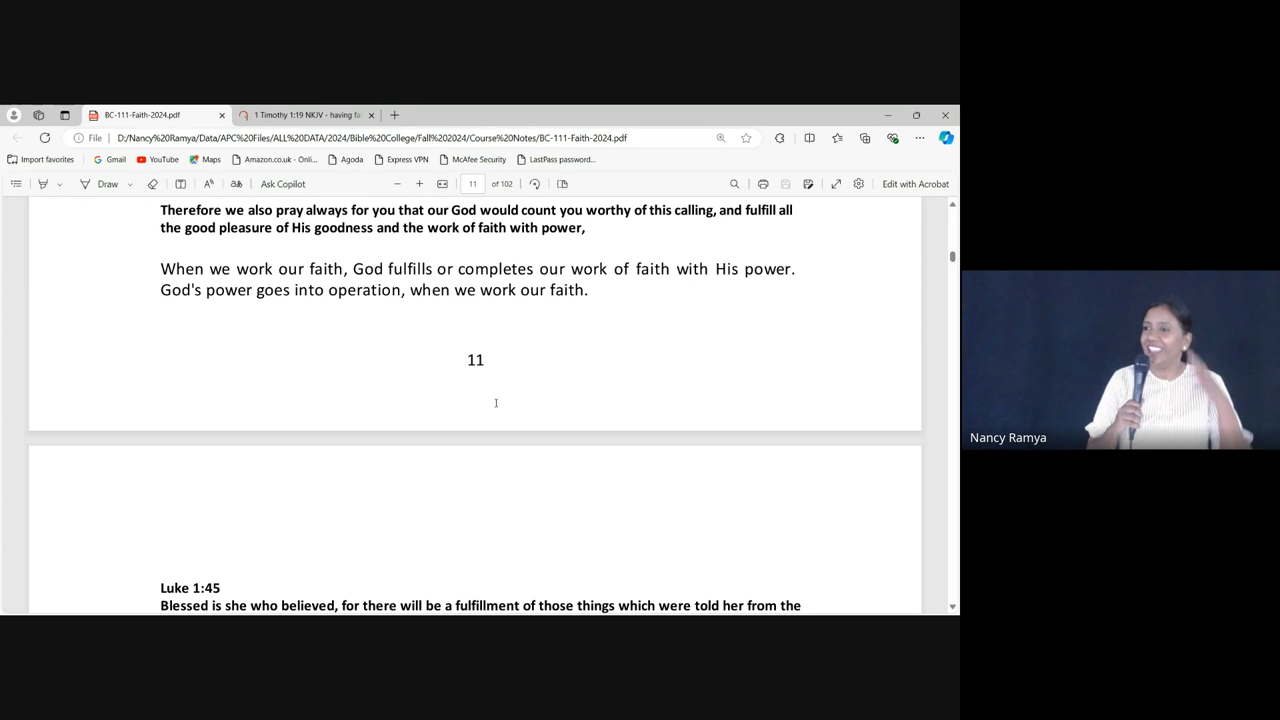 BC-111-Faith-2024.pdf
1 Timothy 1:19 NKJV - having fa
File
D:/Nancy%20Ramya/Data/APC%20Files/ALL%20DATA/2024/Bible%20College/Fall%202024/Course%20Notes/BC-111-Faith-2024.pdf
Import favorites
Gmail
YouTube
Maps
Amazon.co.uk - Onli...
Agoda
Express VPN
McAfee Security
LastPass password...
Draw
Ask Copilot
11 of 102
Edit with Acrobat
Therefore we also pray always for you that our God would count you worthy of this calling, and fulfill all
the good pleasure of His goodness and the work of faith with power,
When we work our faith, God fulfills or completes our work of faith with His power.
God's power goes into operation, when we work our faith.
11
Luke 1:45
Blessed is she who believed, for there will be a fulfillment of those things which were told her from the
Nancy Ramya